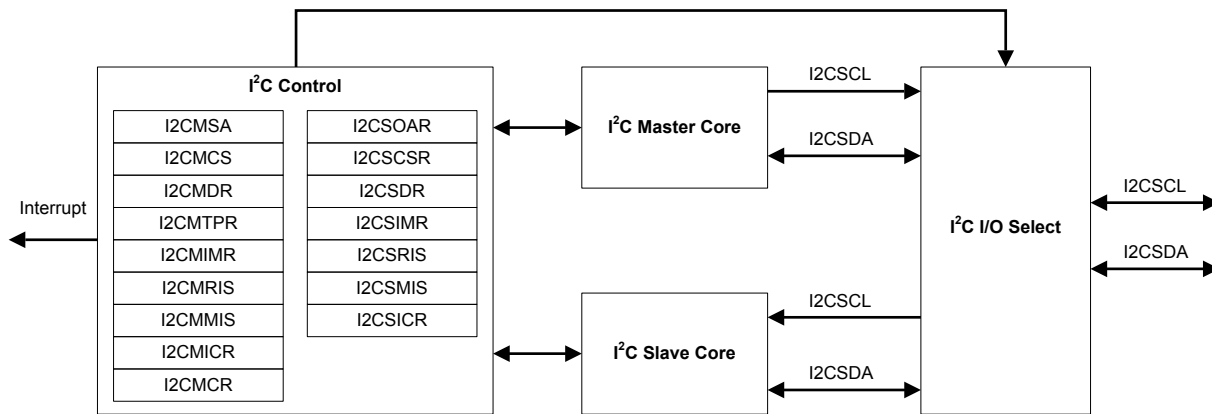 I²C Control
I2CMSA
I2CMCS
I2CMDR
I2CMTPR
I2CMIMR
I2CMRIS
I2CMMIS
I2CMICR
I2CMCR
I2CSOAR
I2CSCSR
I2CSDR
I2CSIMR
I2CSRIS
I2CSMIS
I2CSICR
Interrupt
I²C Master Core
I2CSCL
I2CSDA
I²C Slave Core
I2CSCL
I2CSDA
I²C I/O Select
I2CSCL
I2CSDA